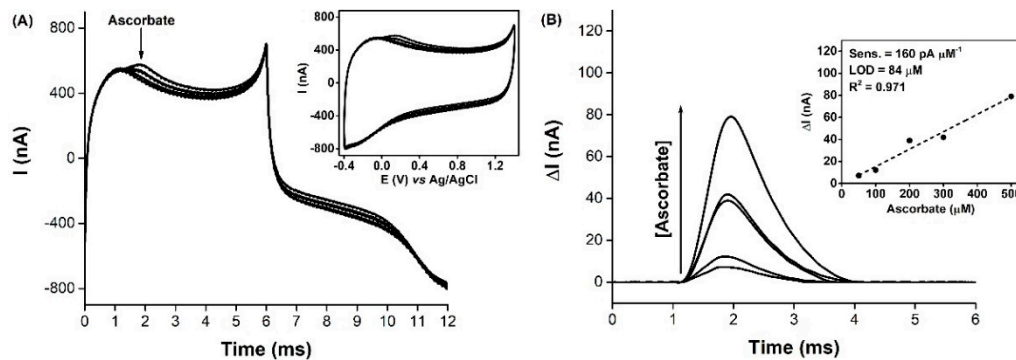 (A)
Ascorbate
I (nA)
800
400
0
-400
-800
0 1 2 3 4 5 6 7 8 9 10 11 12
Time (ms)
I (nA)
800
400
0
-400
-800
-0.4 0.0 0.4 0.8 1.2
E (V) vs Ag/AgCl
(B)
ΔI (nA)
120
100
80
60
40
20
0
0 1 2 3 4 5 6
Time (ms)
[Ascorbate]
Sens. = 160 pA μM⁻¹
LOD = 84 μM
R² = 0.971
ΔI (nA)
120
100
80
60
40
20
0
0 100 200 300 400 500
Ascorbate (μM)